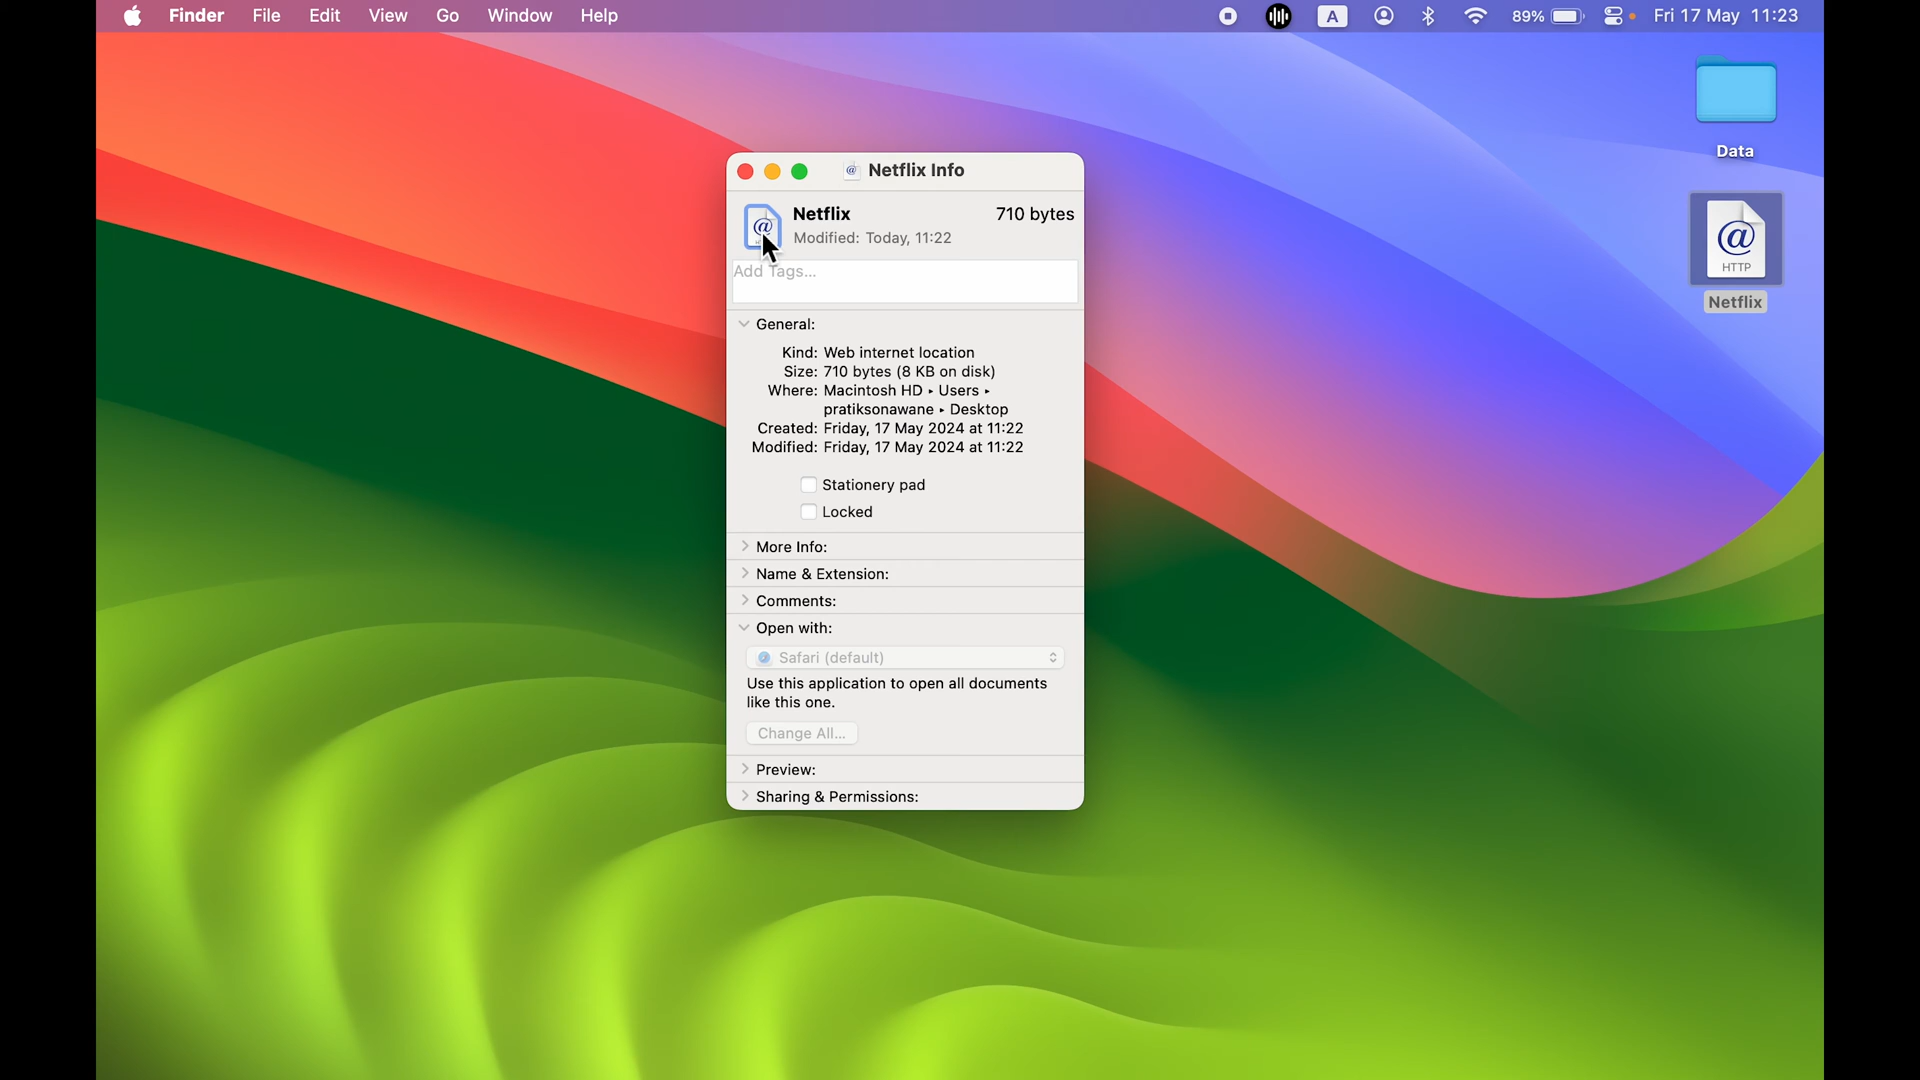 Finder File Edit View Go Window Help A 89% Fri 17 May 11:23
Data
@
HTTP
Netflix
@ Netflix Info
@
Netflix 710 bytes
Modified: Today, 11:22
Add Tags...
General:
Kind: Web internet location
Size: 710 bytes (8 KB on disk)
Where: Macintosh HD ▸ Users ▸
pratiksonawane ▸ Desktop
Created: Friday, 17 May 2024 at 11:22
Modified: Friday, 17 May 2024 at 11:22
Stationery pad
Locked
More Info:
Name & Extension:
Comments:
Open with:
Safari (default)
Use this application to open all documents
like this one.
Change All...
Preview:
Sharing & Permissions: